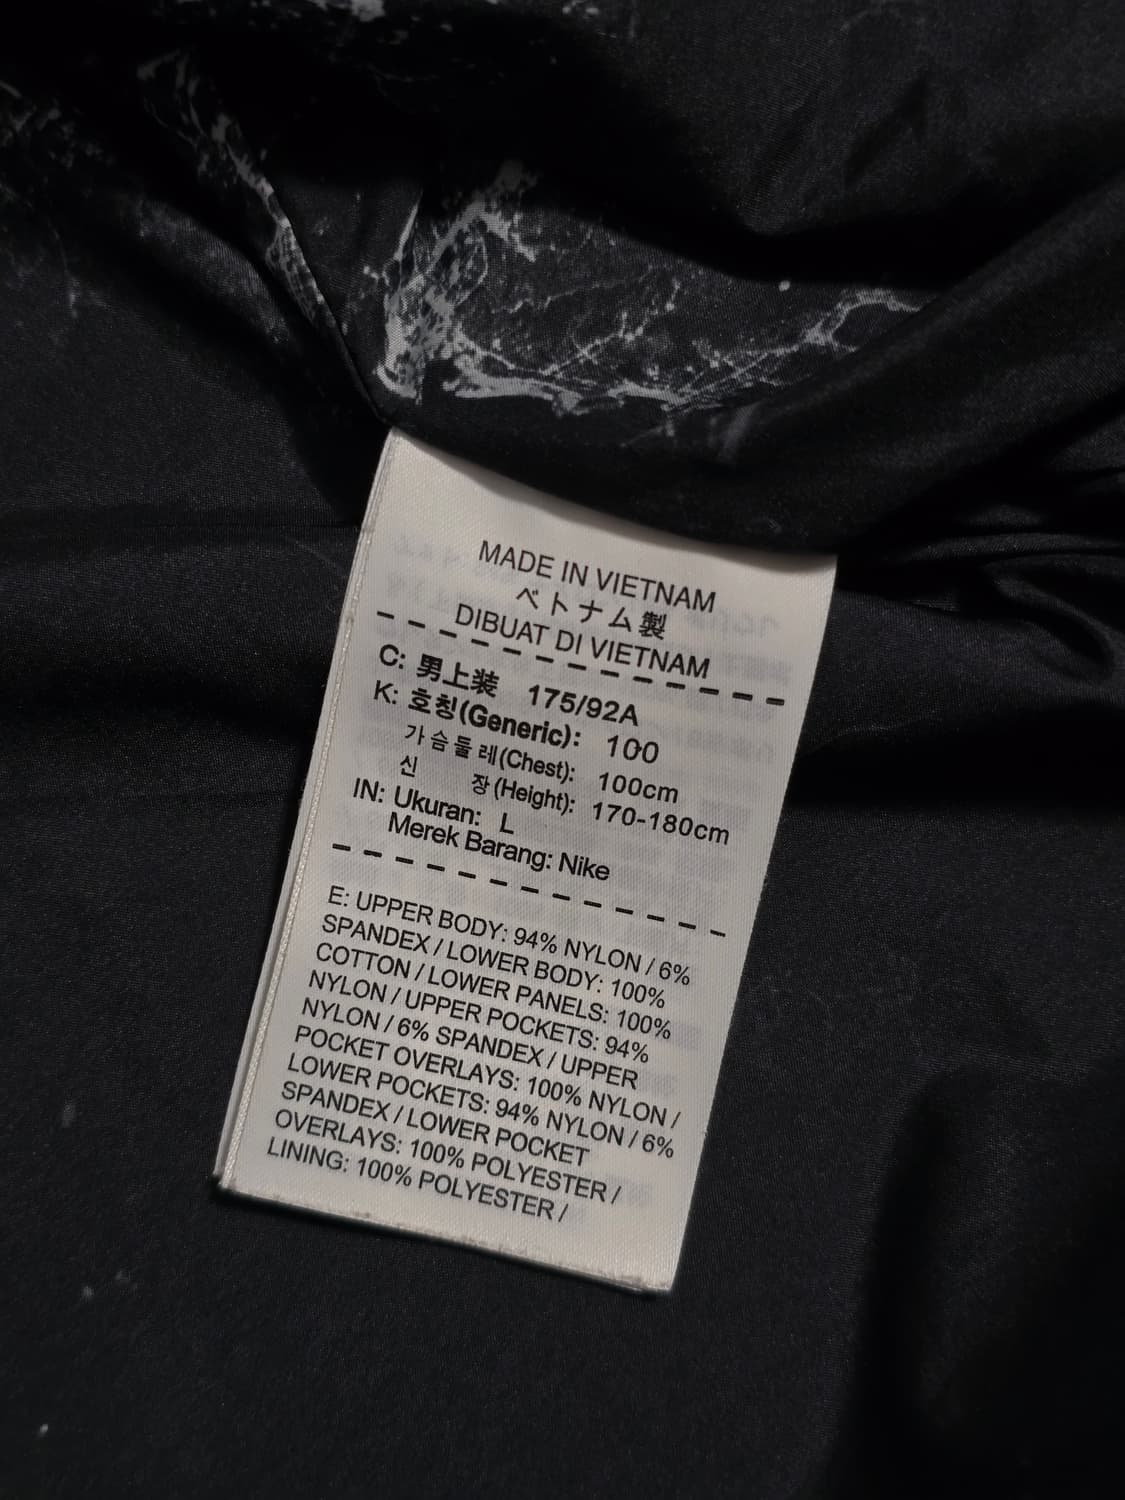 MADE IN VIETNAM
ベトナム製
DIBUAT DI VIETNAM
C: 男上装 175/92A
K: 호칭(Generic): 100
가슴둘레(Chest): 100cm
신 장(Height): 170-180cm
IN: Ukuran: L
Merek Barang: Nike
E: UPPER BODY: 94% NYLON / 6%
SPANDEX / LOWER BODY: 100%
COTTON / LOWER PANELS: 100%
NYLON / UPPER POCKETS: 94%
NYLON / 6% SPANDEX / UPPER
POCKET OVERLAYS: 100% NYLON /
LOWER POCKETS: 94% NYLON / 6%
SPANDEX / LOWER POCKET
OVERLAYS: 100% POLYESTER /
LINING: 100% POLYESTER /